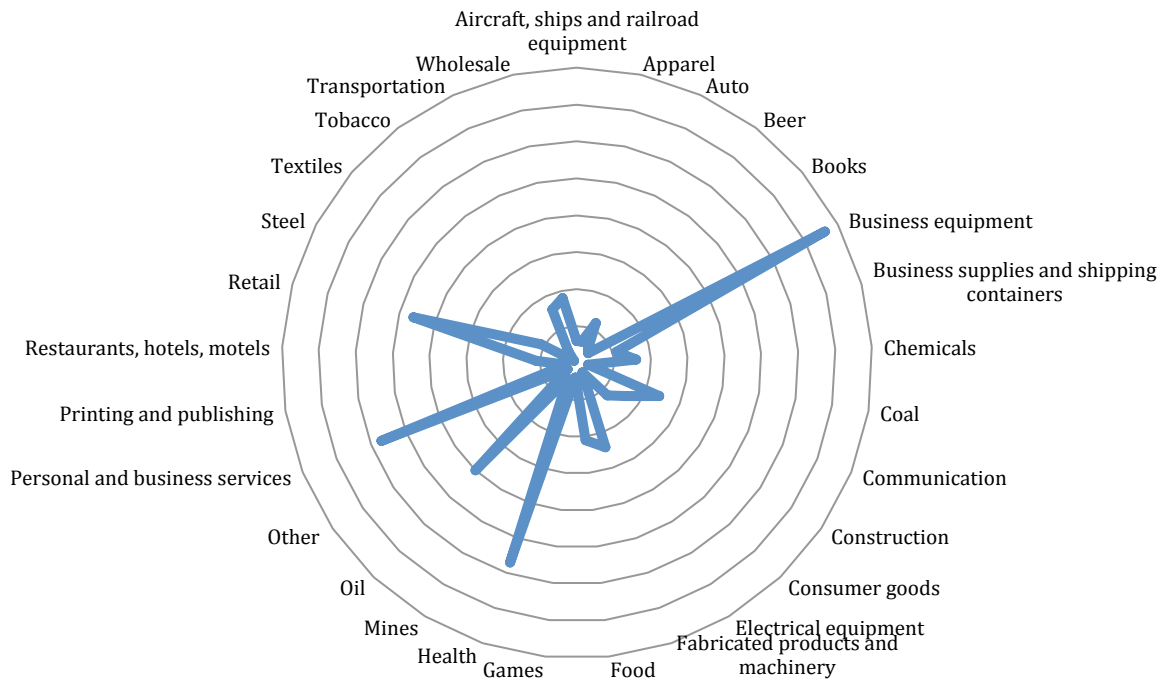 Aircraft, ships and railroad
equipment
Apparel
Auto
Beer
Books
Business equipment
Business supplies and shipping
containers
Chemicals
Coal
Communication
Construction
Consumer goods
Electrical equipment
Fabricated products and
machinery
Food
Games
Health
Mines
Oil
Other
Personal and business services
Printing and publishing
Restaurants, hotels, motels
Retail
Steel
Textiles
Tobacco
Transportation
Wholesale